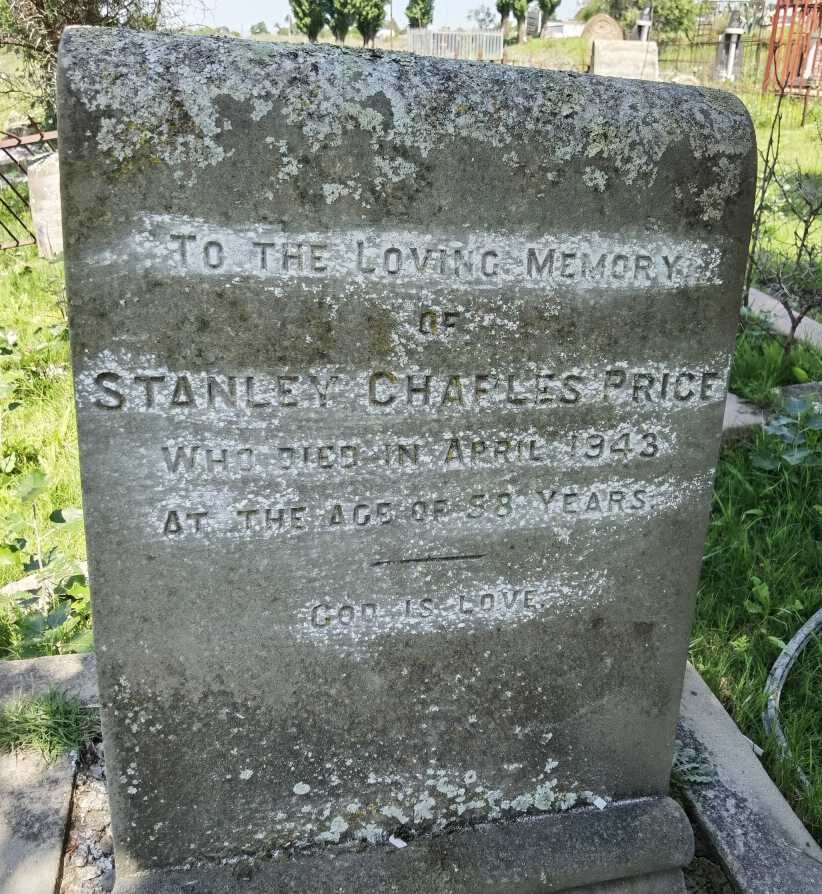 TO THE LOVING MEMORY
OF
STANLEY CHARLES PRICE
WHO DIED IN APRIL 1943
AT THE AGE OF 58 YEARS.
GOD IS LOVE.